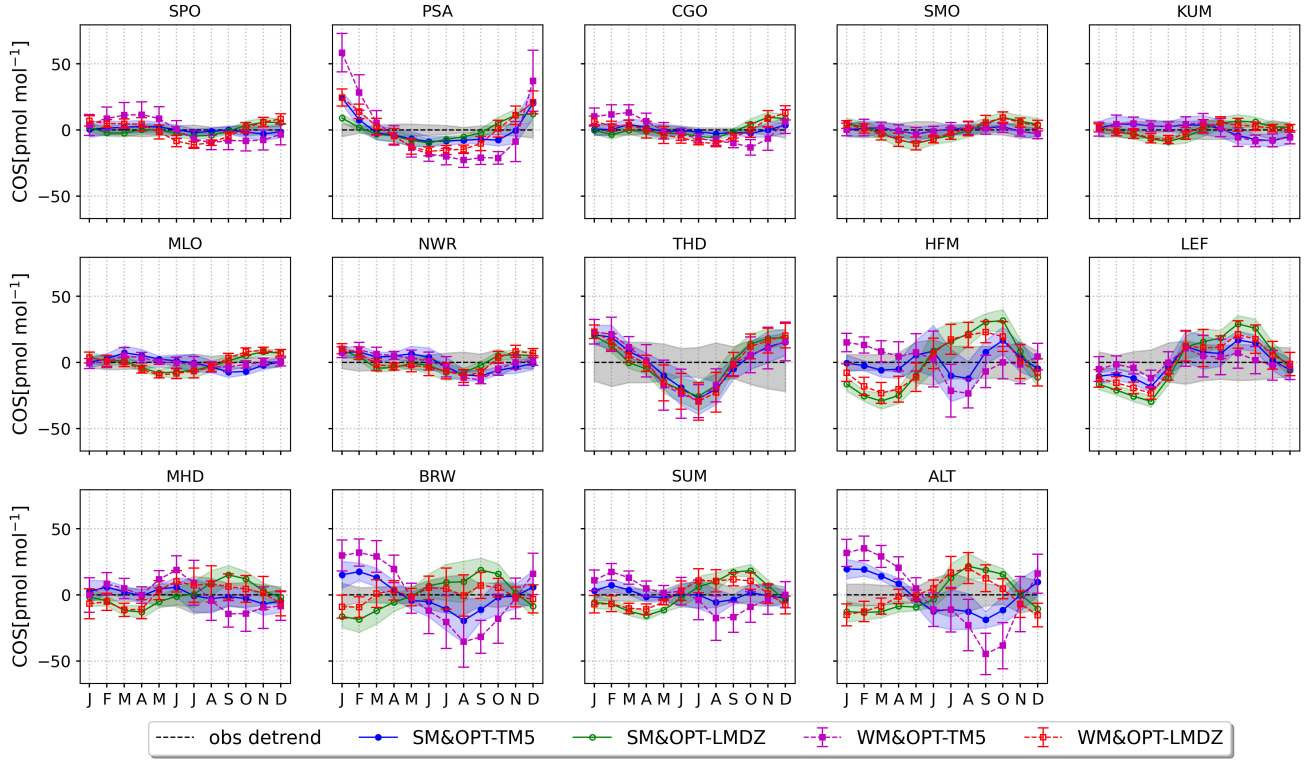 SPO PSA CGO SMO KUM
COS[pmol mol⁻¹]
50
0
−50
MLO NWR THD HFM LEF
COS[pmol mol⁻¹]
50
0
−50
MHD BRW SUM ALT
COS[pmol mol⁻¹]
50
0
−50
J F M A M J J A S O N D J F M A M J J A S O N D J F M A M J J A S O N D J F M A M J J A S O N D
obs detrend SM&OPT-TM5 SM&OPT-LMDZ WM&OPT-TM5 WM&OPT-LMDZ